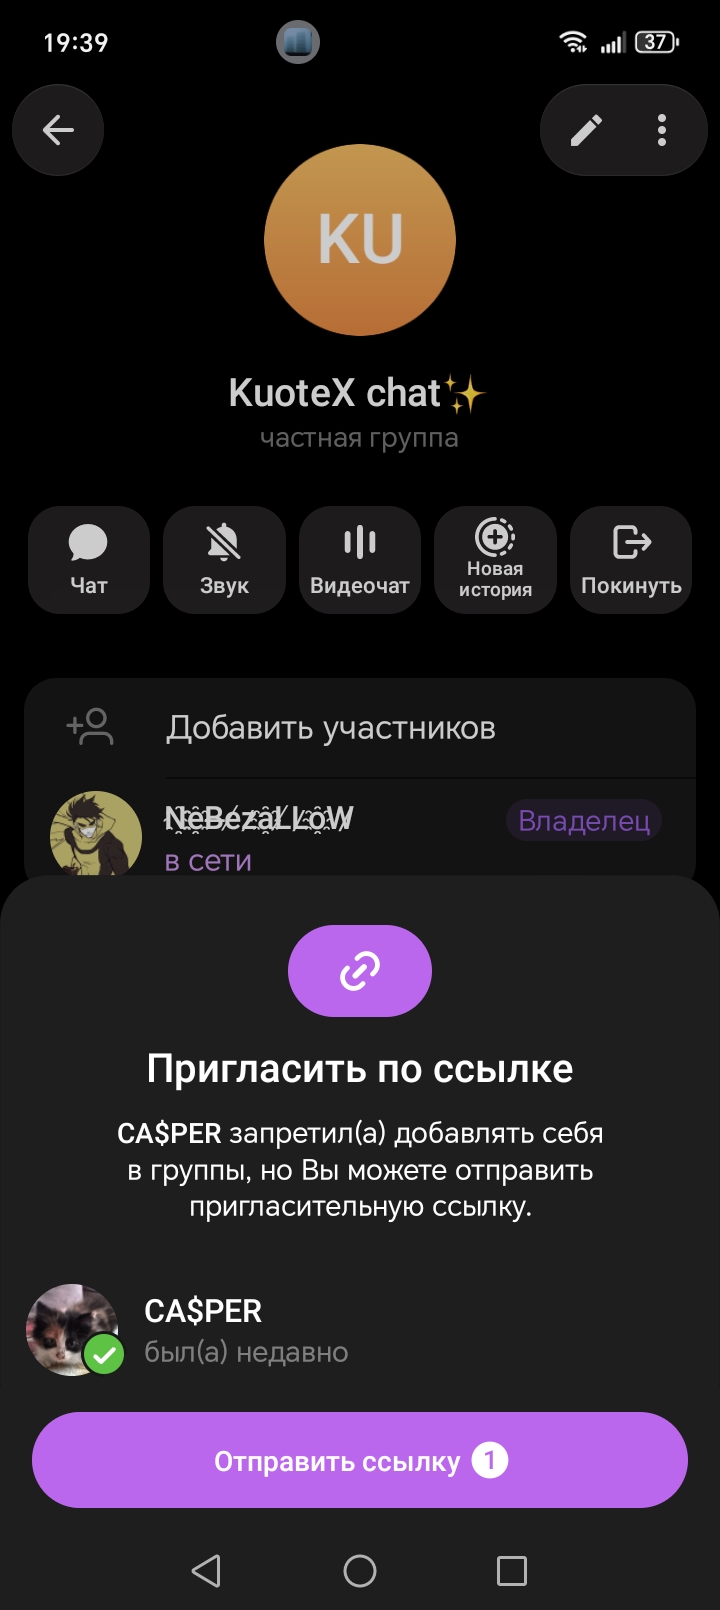 19:39
37
KU
KuoteX chat✨
частная группа
Чат
Звук
Видеочат
Новая
история
Покинуть
Добавить участников
NeBezaLLoW
Владелец
в сети
Пригласить по ссылке
CA$PER запретил(а) добавлять себя
в группы, но Вы можете отправить
пригласительную ссылку.
CA$PER
был(а) недавно
Отправить ссылку 1